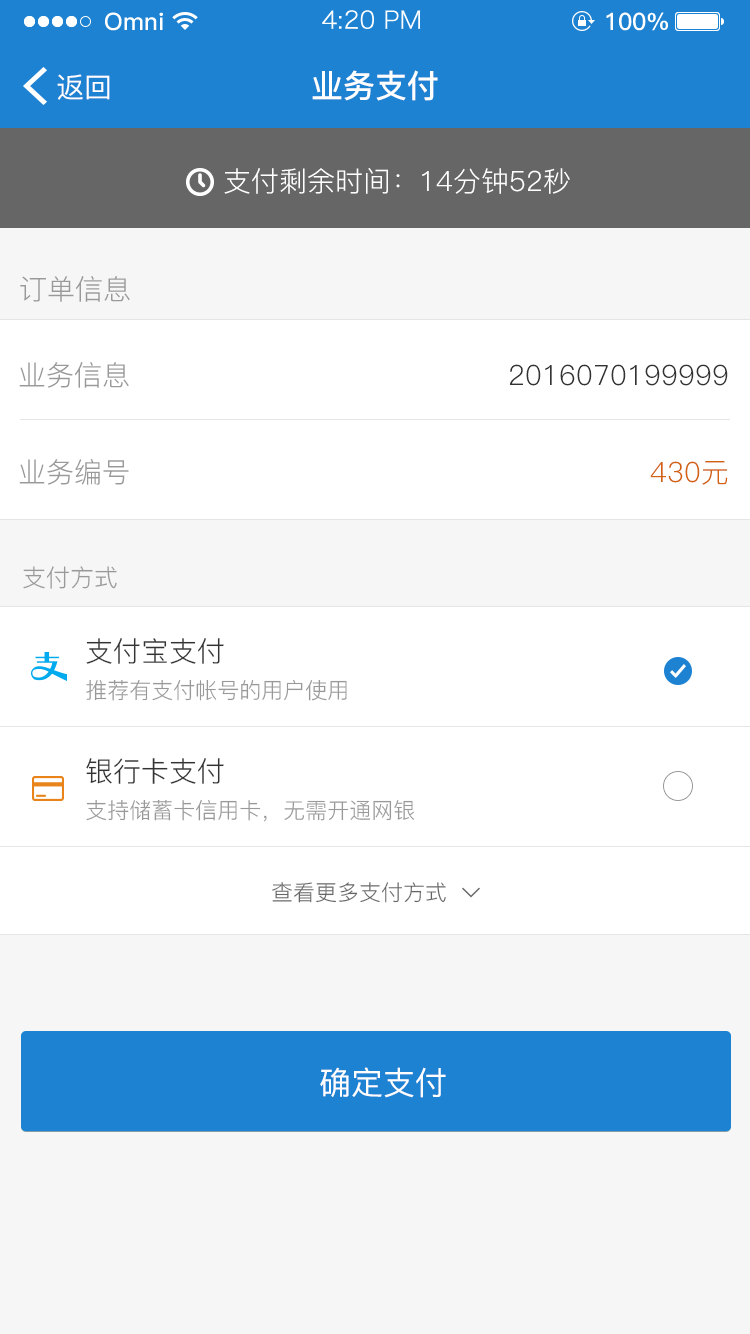 Omni 4:20 PM 100%
返回 业务支付
支付剩余时间：14分钟52秒
订单信息
业务信息 2016070199999
业务编号 430元
支付方式
支付宝支付
推荐有支付帐号的用户使用
银行卡支付
支持储蓄卡信用卡，无需开通网银
查看更多支付方式
确定支付